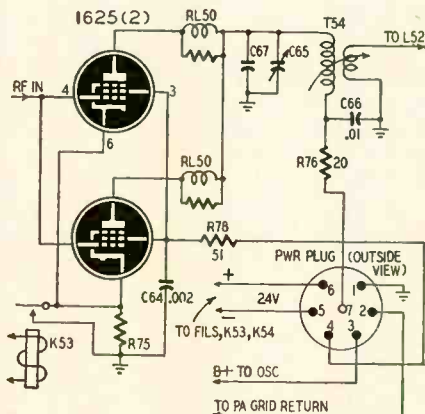 1625(2)
RL50
T54
TO L52
C67
C65
RF IN
4
3
6
C66
.01
RL50
R76
20
R78
51
PWR PLUG (OUTSIDE
VIEW)
+
6
1
24V
7
5
2
C64 .002
4
3
TO FILS, K53, K54
K53
R75
B+ TO OSC
TO PA GRID RETURN